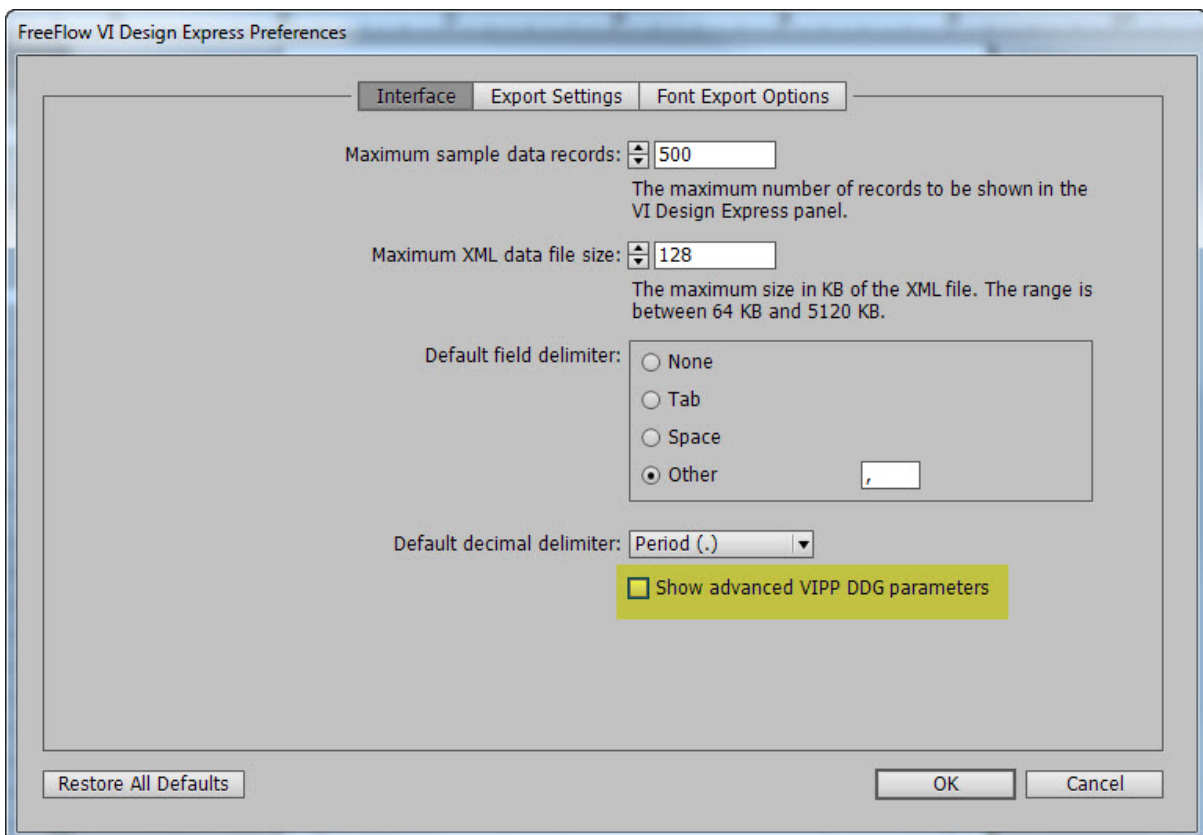 FreeFlow VI Design Express Preferences
Interface
Export Settings
Font Export Options
Maximum sample data records:
500
The maximum number of records to be shown in the
VI Design Express panel.
Maximum XML data file size:
128
The maximum size in KB of the XML file. The range is
between 64 KB and 5120 KB.
Default field delimiter:
None
Tab
Space
Other
,
Default decimal delimiter:
Period (.)
Show advanced VIPP DDG parameters
Restore All Defaults
OK
Cancel